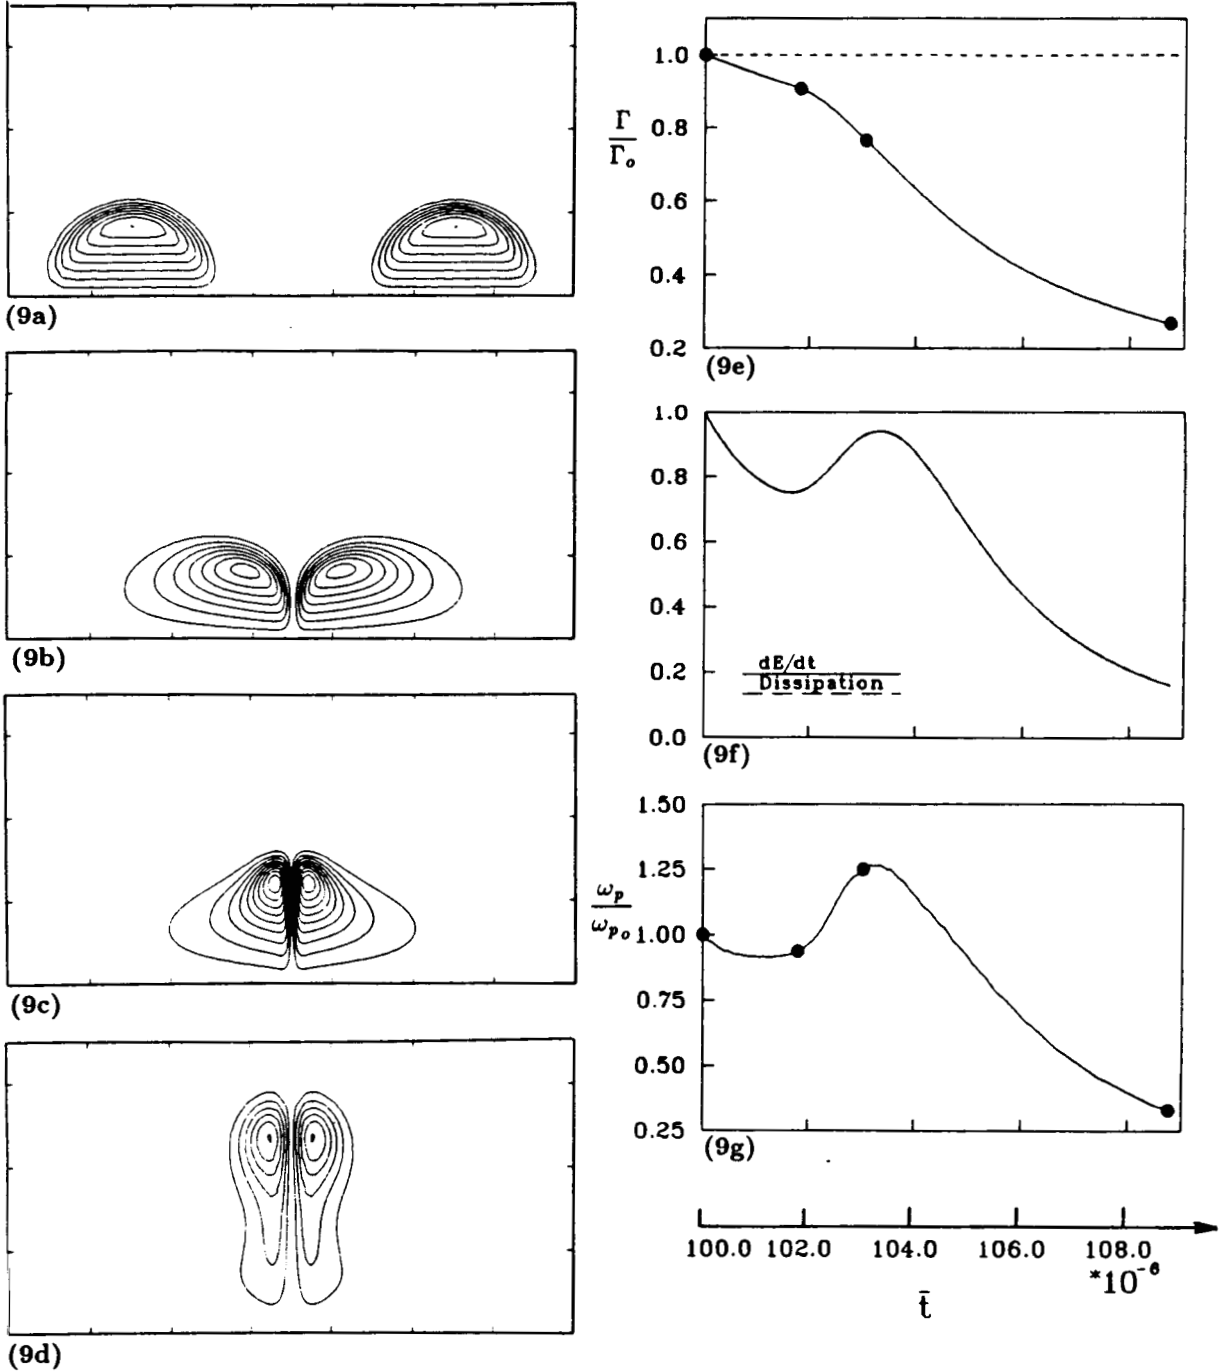 (9a)
(9b)
(9c)
(9d)
Γ
Γo
1.0
0.8
0.6
0.4
0.2
(9e)
1.0
0.8
0.6
0.4
0.2
0.0
dE/dt
Dissipation
(9f)
ωp
ωpo
1.50
1.25
1.00
0.75
0.50
0.25
(9g)
100.0 102.0 104.0 106.0 108.0
*10⁻⁶
t̄